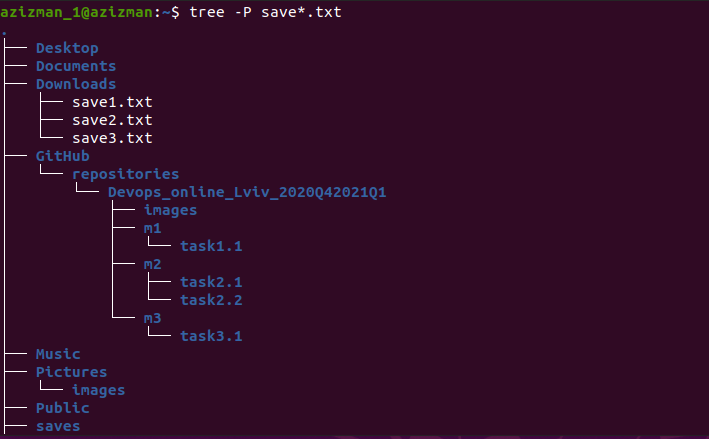 azizman_1@azizman:~$ tree -P save*.txt
.
├── Desktop
├── Documents
├── Downloads
│   ├── save1.txt
│   ├── save2.txt
│   └── save3.txt
├── GitHub
│   └── repositories
│       └── Devops_online_Lviv_2020Q42021Q1
│           ├── images
│           ├── m1
│           │   └── task1.1
│           ├── m2
│           │   ├── task2.1
│           │   └── task2.2
│           └── m3
│               └── task3.1
├── Music
├── Pictures
│   └── images
├── Public
├── saves